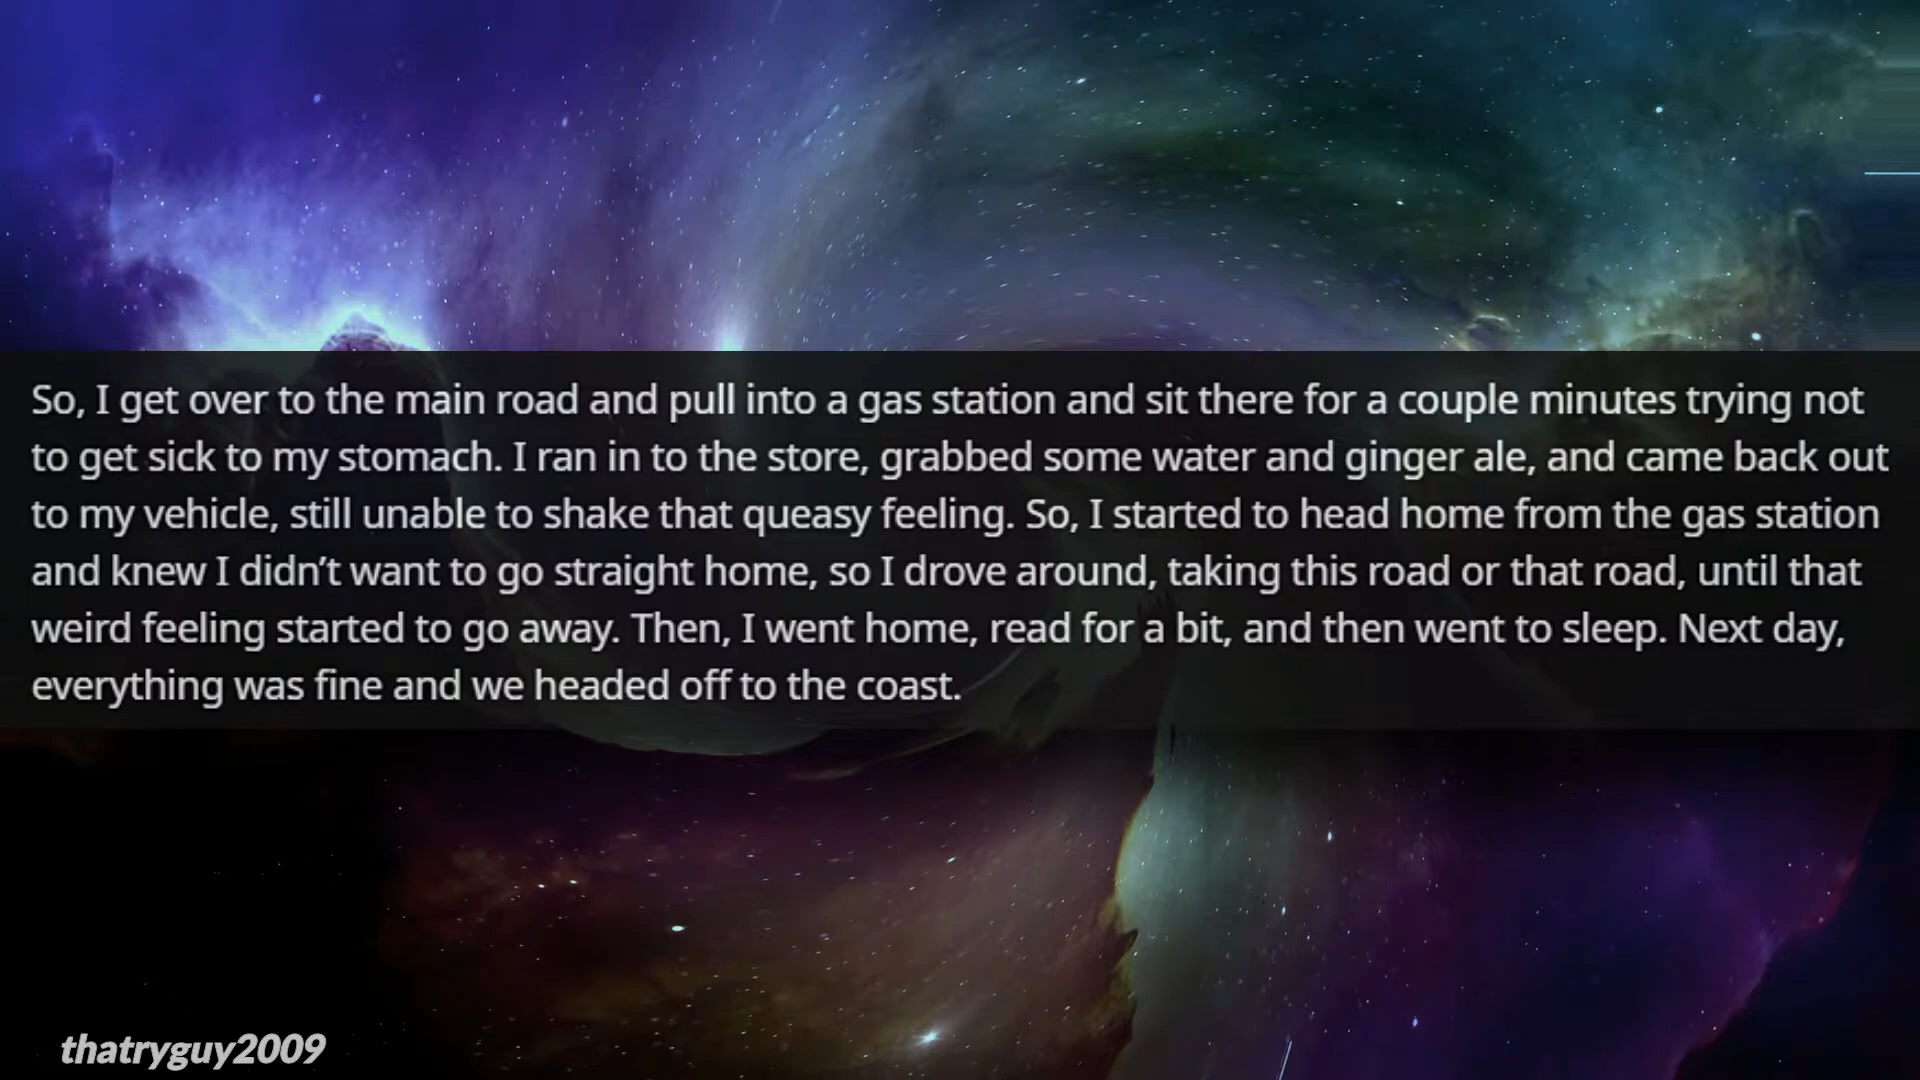 So, I get over to the main road and pull into a gas station and sit there for a couple minutes trying not
to get sick to my stomach. I ran in to the store, grabbed some water and ginger ale, and came back out
to my vehicle, still unable to shake that queasy feeling. So, I started to head home from the gas station
and knew I didn’t want to go straight home, so I drove around, taking this road or that road, until that
weird feeling started to go away. Then, I went home, read for a bit, and then went to sleep. Next day,
everything was fine and we headed off to the coast.
thatryguy2009